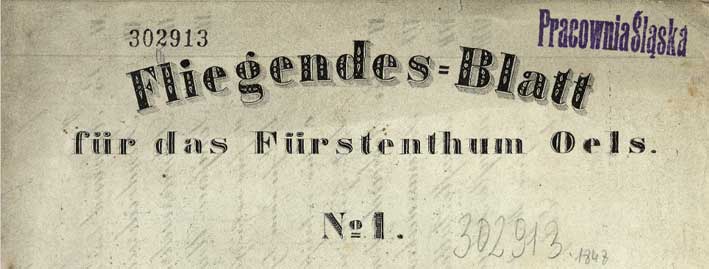 302913
Pracownia Śląska
Fliegendes=Blatt
für das Fürstenthum Oels.
No 1.
302913. 1848